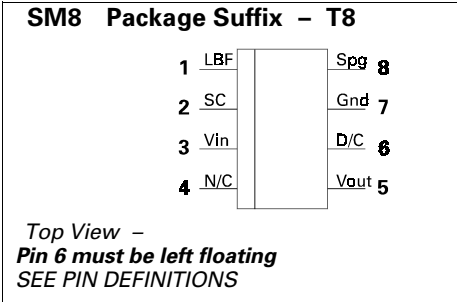 SM8 Package Suffix – T8
1 LBF Spg 8
2 SC Gnd 7
3 Vin D/C 6
4 N/C Vout 5
Top View –
Pin 6 must be left floating
SEE PIN DEFINITIONS